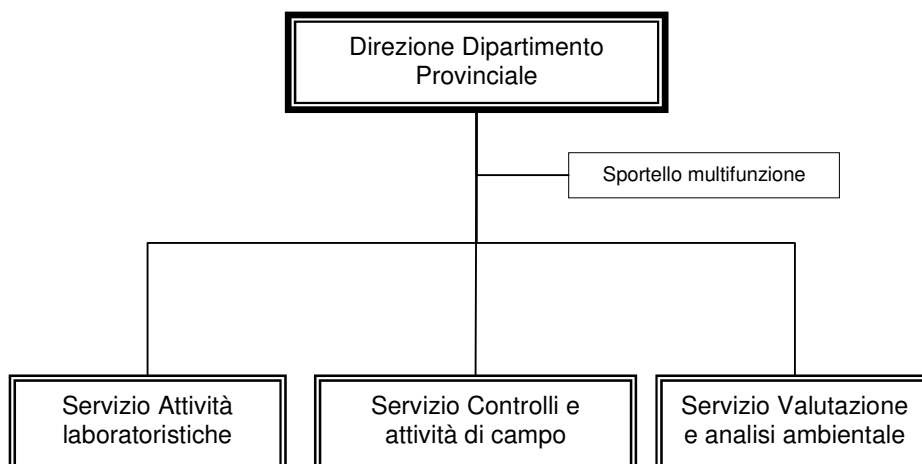 Direzione Dipartimento
Provinciale
Sportello multifunzione
Servizio Attività
laboratoristiche
Servizio Controlli e
attività di campo
Servizio Valutazione
e analisi ambientale